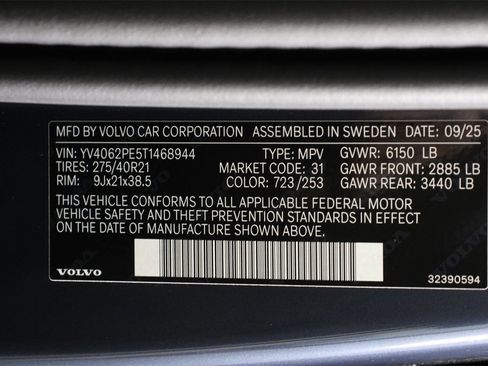 MFD BY VOLVO CAR CORPORATION ASSEMBLED IN SWEDEN DATE: 09/25
VIN: YV4062PE5T1468944 TYPE: MPV GVWR: 6150 LB
TIRES: 275/40R21 MARKET CODE: 31 GAWR FRONT: 2885 LB
RIM: 9Jx21x38.5 COLOR: 723/253 GAWR REAR: 3440 LB
THIS VEHICLE CONFORMS TO ALL APPLICABLE FEDERAL MOTOR
VEHICLE SAFETY AND THEFT PREVENTION STANDARDS IN EFFECT
ON THE DATE OF MANUFACTURE SHOWN ABOVE.
VOLVO
32390594